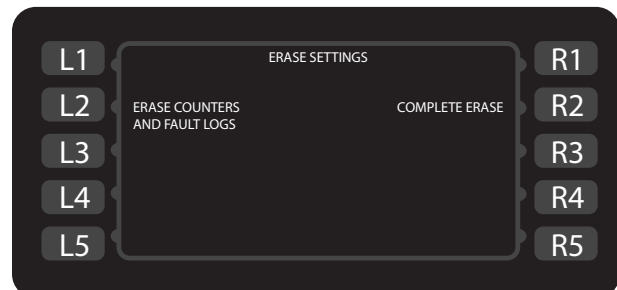 L1 ERASE SETTINGS R1
L2 ERASE COUNTERS COMPLETE ERASE R2
AND FAULT LOGS
L3 R3
L4 R4
L5 R5